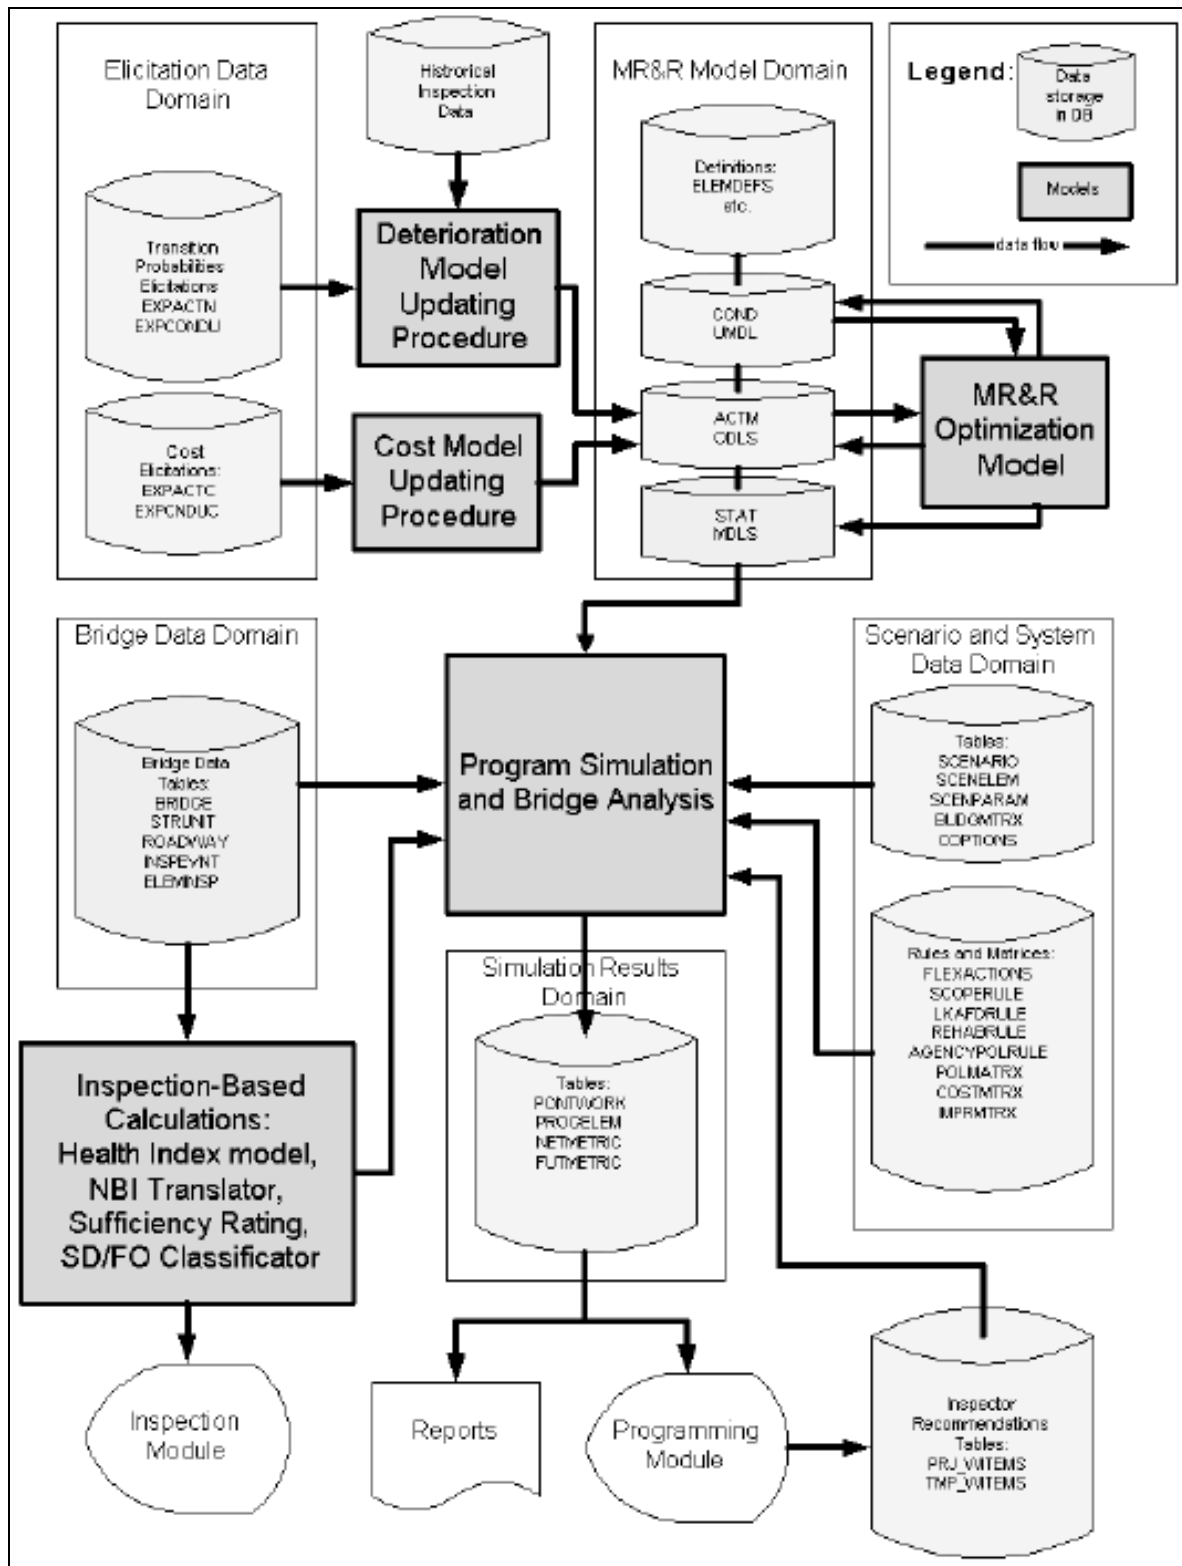 Elicitation Data
Domain
Histrorical
Inspection
Data
MR&R Model Domain
Legend:
Data
storage
in DB
Models
data flow
Definitions:
ELEMDEFS
etc.
Transition
Probabilities
Elicitations
EXPACTN
EXPCONDU
Deterioration
Model
Updating
Procedure
COND
UMDL
MR&R
Optimization
Model
Cost
Elicitations:
EXPACTC
EXPCNDUC
Cost Model
Updating
Procedure
ACTM
ODLS
STAT
MDLS
Bridge Data Domain
Bridge Data
Tables:
BRIDGE
STRUNIT
ROADWAY
INSPEVNT
ELEMINSP
Program Simulation
and Bridge Analysis
Scenario and System
Data Domain
Tables:
SCENARIO
SCENELEM
SCENPARAM
BUDGMTRX
COPTIONS
Rules and Matrices:
FLEXACTIONS
SCOPERULE
LKAFDRULE
REHABRULE
AGENCYPOLRULE
POLMATRX
COSTMTRX
IMPRMTRX
Simulation Results
Domain
Tables:
PONTWORK
PROGELEM
NETMETRIC
FUTMETRIC
Inspection-Based
Calculations:
Health Index model,
NBI Translator,
Sufficiency Rating,
SD/FO Classificator
Inspection
Module
Reports
Programming
Module
Inspector
Recommendations
Tables:
PRJ_WITEMS
TMP_WITEMS